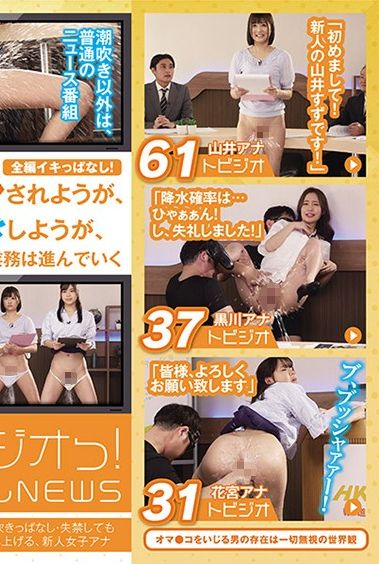 潮吹き以外は、
普通の
ニュース番組
全編イキっぱなし!
されようが、
しようが、
業務は進んでいく
ジオっ!
NEWS
吹きっぱなし・失禁しても
上げる、新人女子アナ
「初めまして!
新人の山井すずです!」
61 山井アナ
トビジオ
「降水確率は…
ひゃぁぁん!
し、失礼しました!」
37 黒川アナ
トビジオ
「皆様、よろしく
お願い致します」
ブ、ブッシャアァーー!
31 花宮アナ
トビジオ
HK
オマ●コをいじる男の存在は一切無視の世界観